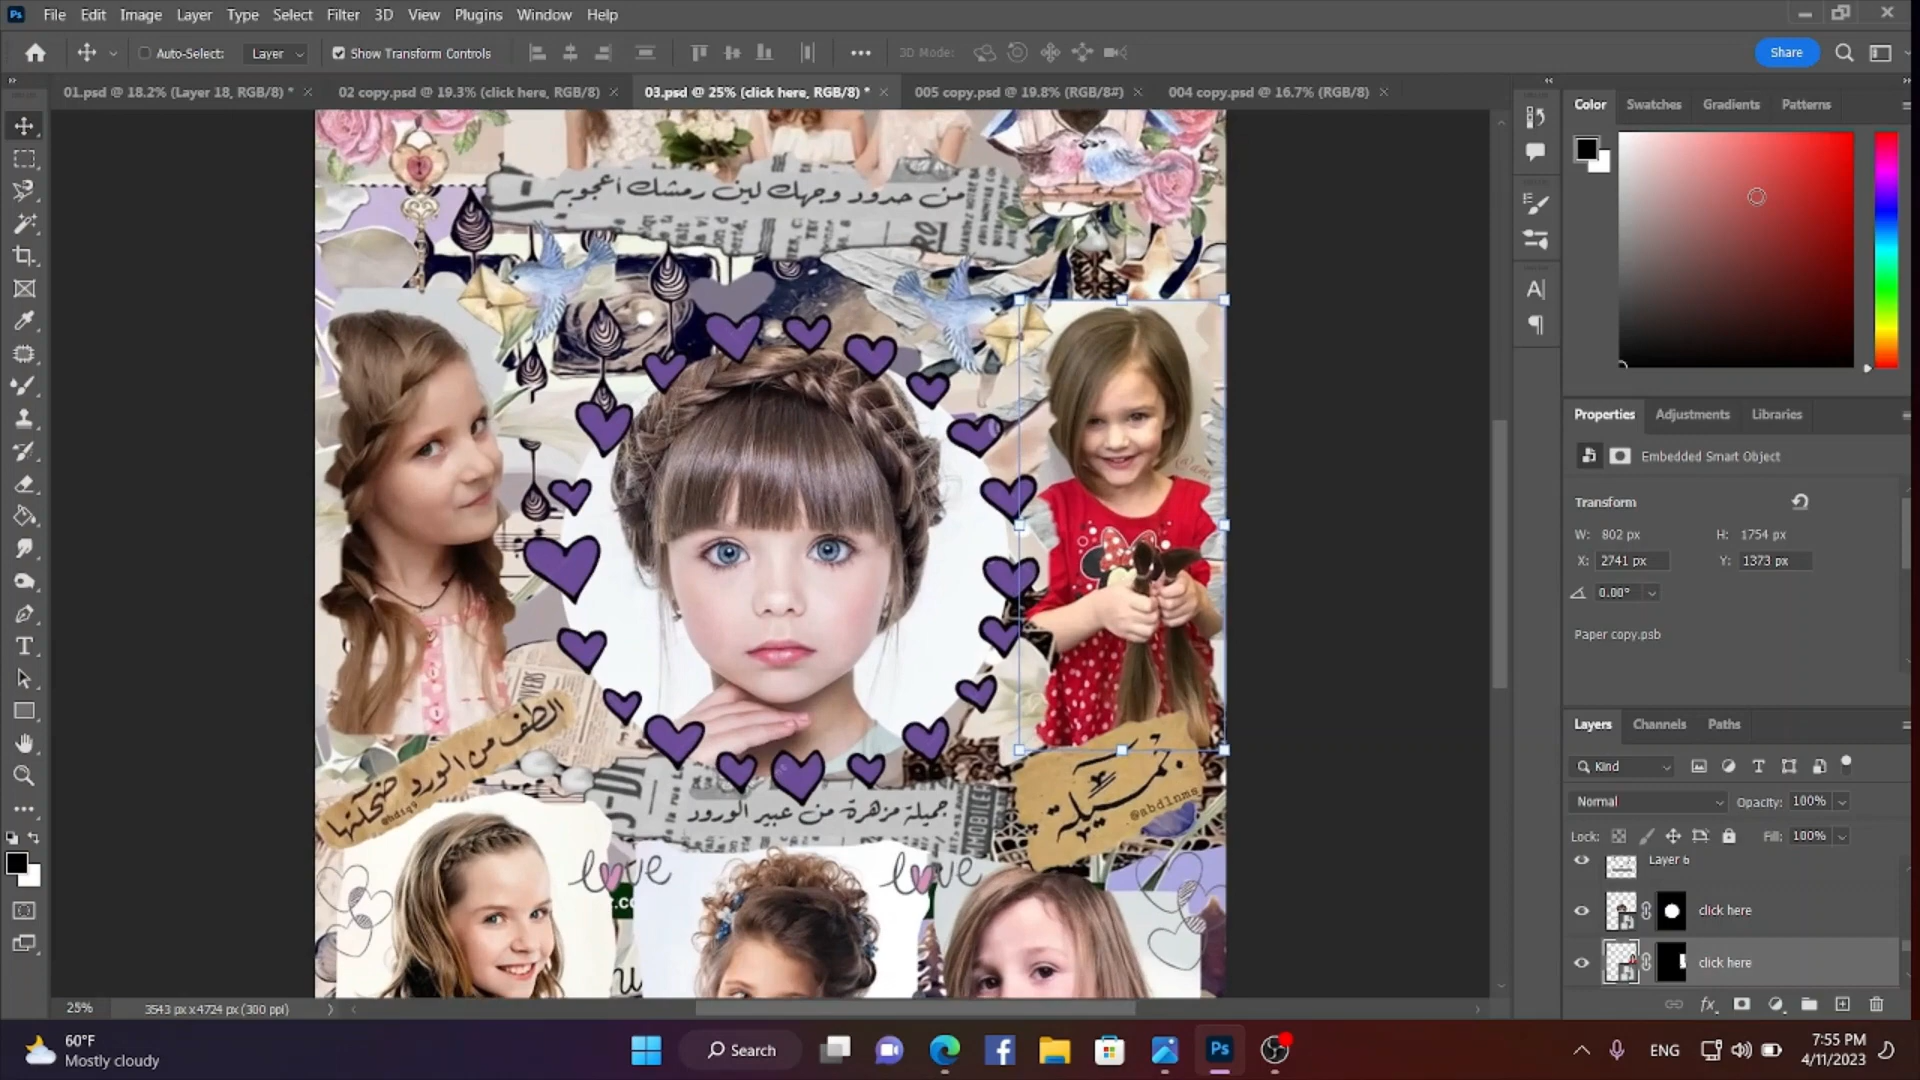 File Edit Image Layer Type Select Filter 3D View Plugins Window Help
Auto-Select: Layer Show Transform Controls 3D Mode: Share
01.psd @ 18.2% (Layer 18, RGB/8) * 02 copy.psd @ 19.3% (click here, RGB/8) 03.psd @ 25% (click here, RGB/8) * 005 copy.psd @ 19.8% (RGB/8#) 004 copy.psd @ 16.7% (RGB/8)
Color Swatches Gradients Patterns
من حدود وجهك لين رمشك اعجوبه
Properties Adjustments Libraries
Embedded Smart Object
Transform
W: 802 px H: 1754 px
X: 2741 px Y: 1373 px
0.00°
Paper copy.psb
الطف من الورد ضحكتها
@hdiq9
جميلة مزهرة من عبير الورود
جميلة
@abdlnms
love love
Layers Channels Paths
Kind
Normal Opacity: 100%
Lock: Fill: 100%
Layer 6
click here
click here
25% 3543 px x 4724 px (300 ppi)
60°F
Mostly cloudy
Search
ENG
7:55 PM
4/11/2023